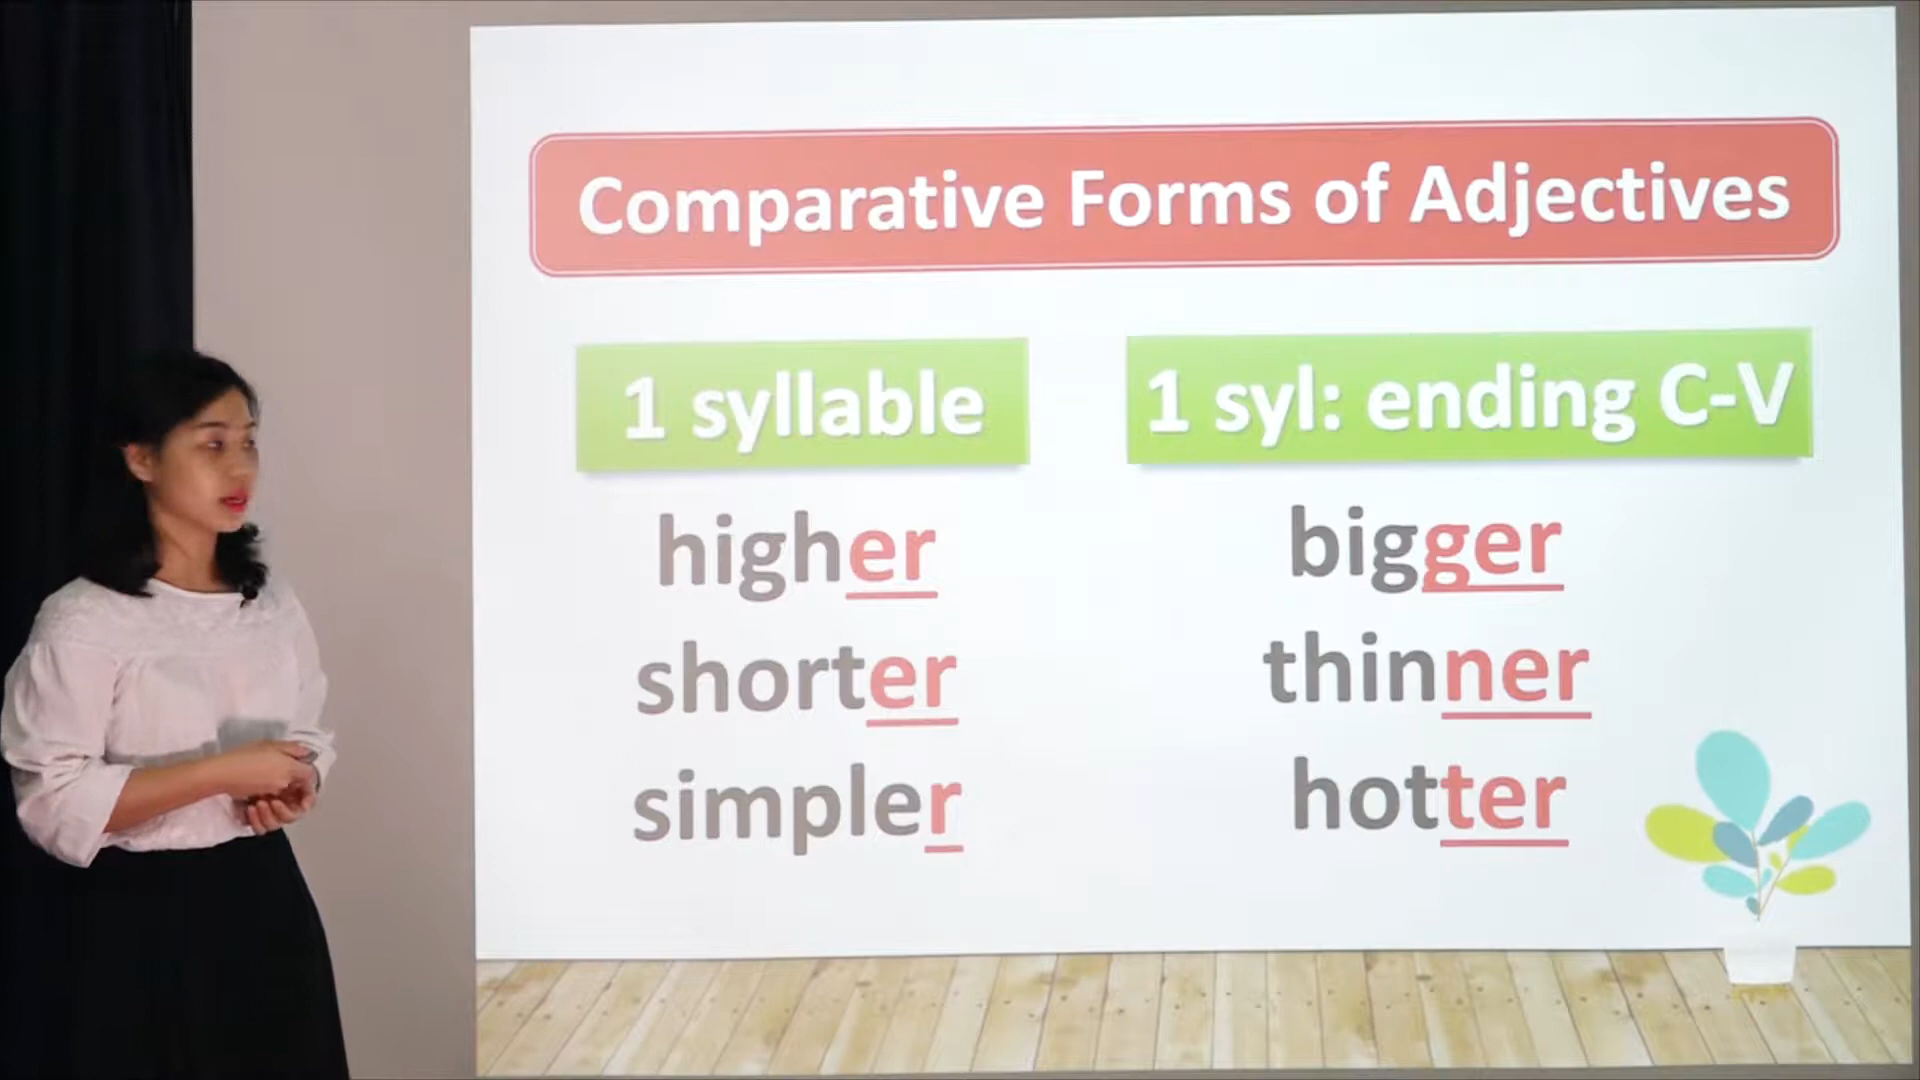 Comparative Forms of Adjectives
1 syllable
higher
shorter
simpler
1 syl: ending C-V
bigger
thinner
hotter